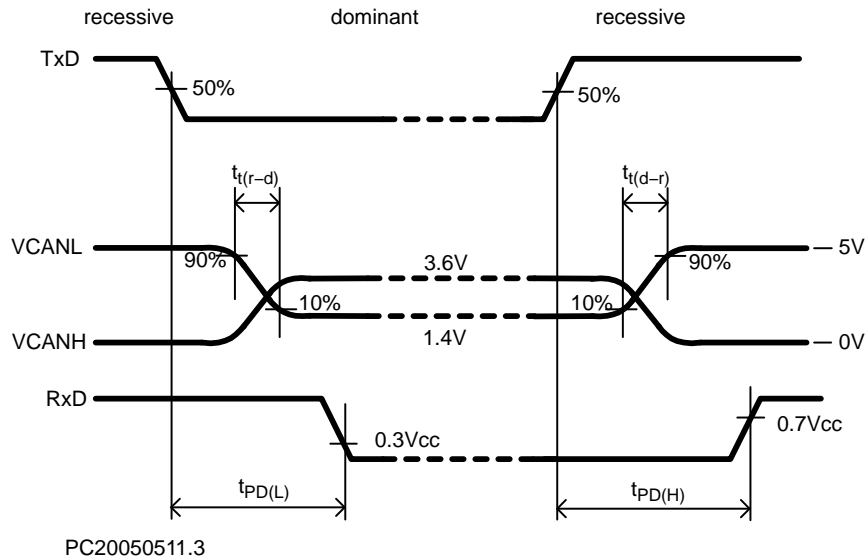 recessive dominant recessive
TxD
50% 50%
tt(r–d) tt(d–r)
VCANL 5V
90% 3.6V 90%
10% 10%
1.4V
VCANH 0V
RxD
0.3Vcc 0.7Vcc
tPD(L) tPD(H)
PC20050511.3